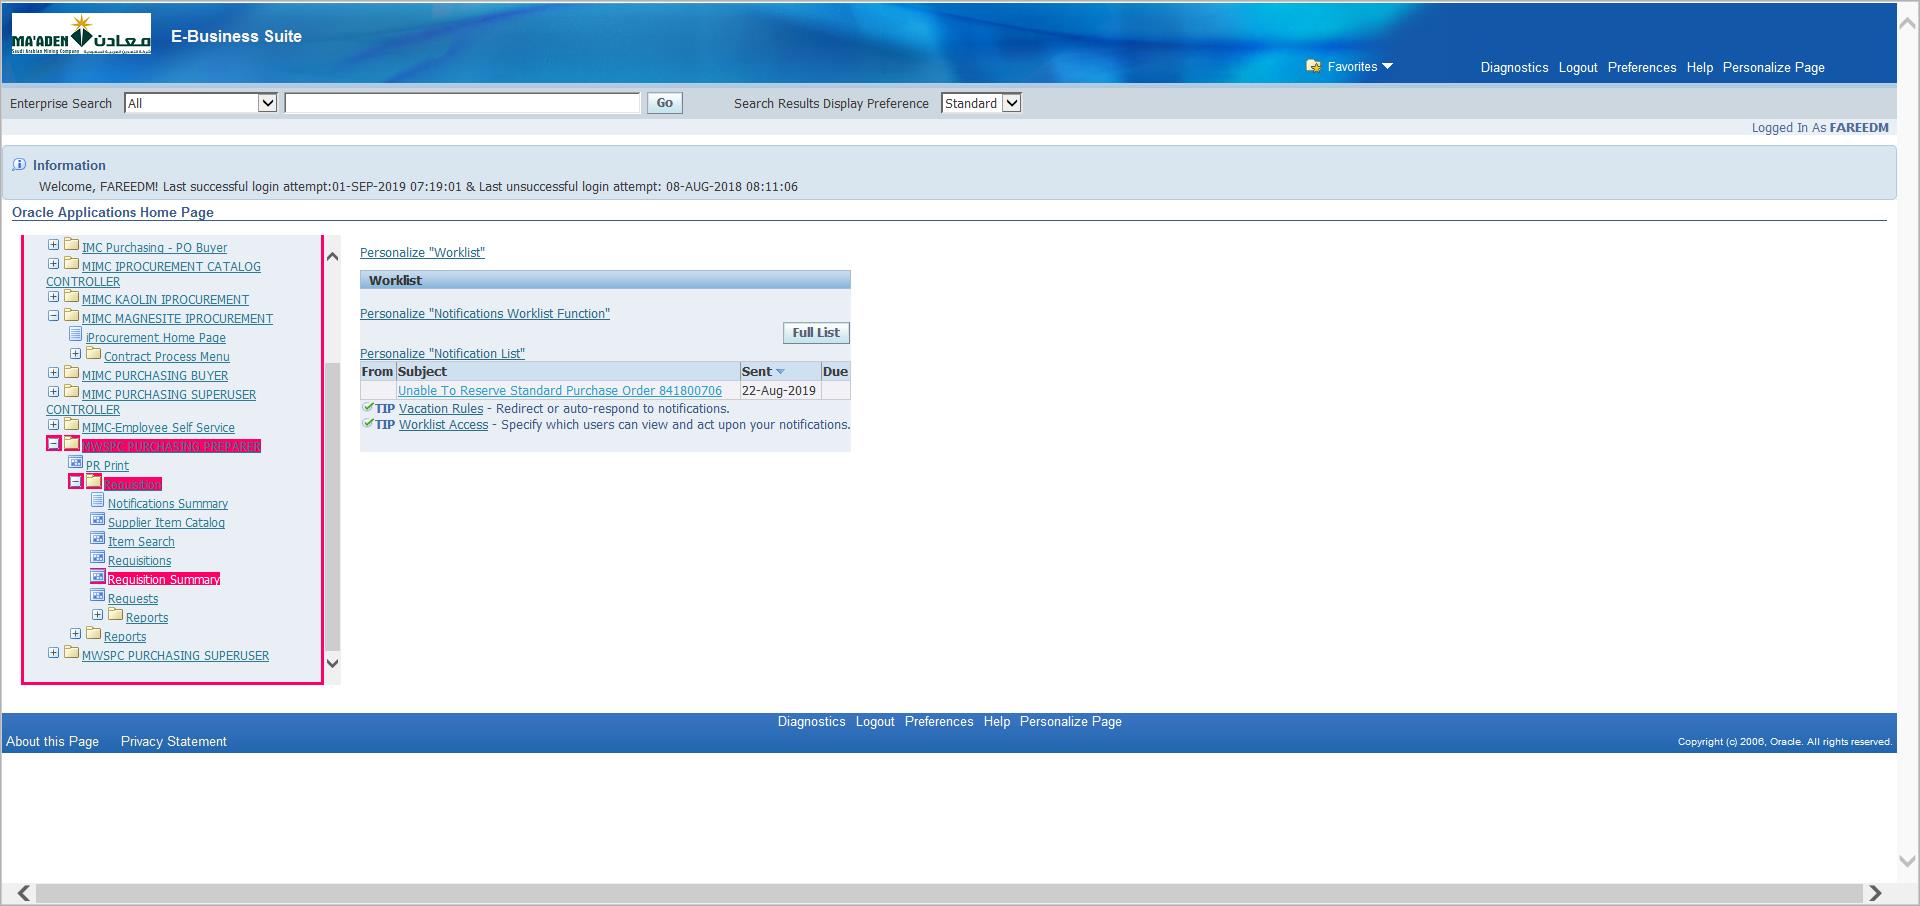 MA'ADEN معادن
Saudi Arabian Mining Company
E-Business Suite
Favorites
Diagnostics Logout Preferences Help Personalize Page
Enterprise Search All Go Search Results Display Preference Standard
Logged In As FAREEDM
Information
Welcome, FAREEDM! Last successful login attempt:01-SEP-2019 07:19:01 & Last unsuccessful login attempt: 08-AUG-2018 08:11:06
Oracle Applications Home Page
IMC Purchasing - PO Buyer
MIMC IPROCUREMENT CATALOG
CONTROLLER
MIMC KAOLIN IPROCUREMENT
MIMC MAGNESITE IPROCUREMENT
iProcurement Home Page
Contract Process Menu
MIMC PURCHASING BUYER
MIMC PURCHASING SUPERUSER
CONTROLLER
MIMC-Employee Self Service
MWSPC PURCHASING PREPARER
PR Print
Requisition
Notifications Summary
Supplier Item Catalog
Item Search
Requisitions
Requisition Summary
Requests
Reports
Reports
MWSPC PURCHASING SUPERUSER
Personalize "Worklist"
Worklist
Personalize "Notifications Worklist Function"
Full List
Personalize "Notification List"
From Subject Sent Due
Unable To Reserve Standard Purchase Order 841800706 22-Aug-2019
TIP Vacation Rules - Redirect or auto-respond to notifications.
TIP Worklist Access - Specify which users can view and act upon your notifications.
Diagnostics Logout Preferences Help Personalize Page
About this Page Privacy Statement
Copyright (c) 2006, Oracle. All rights reserved.